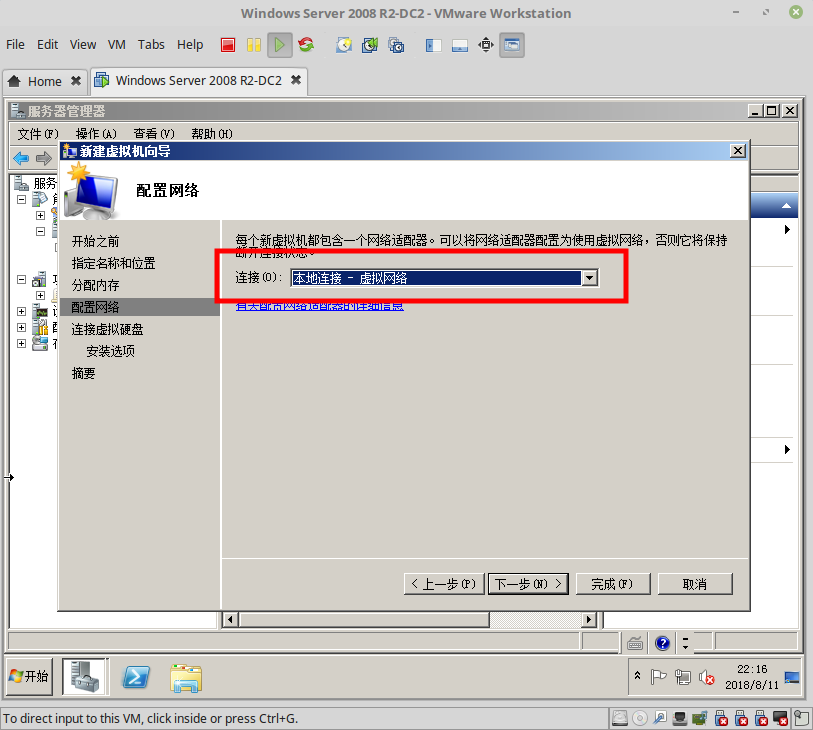 Windows Server 2008 R2-DC2 - VMware Workstation
File Edit View VM Tabs Help
Home Windows Server 2008 R2-DC2
服务器管理器
文件(F) 操作(A) 查看(V) 帮助(H)
新建虚拟机向导
服务
配置网络
开始之前
指定名称和位置
分配内存
配置网络
连接虚拟硬盘
安装选项
摘要
每个新虚拟机都包含一个网络适配器。可以将网络适配器配置为使用虚拟网络，否则它将保持
断开连接状态。
连接(O): 本地连接 - 虚拟网络
有关配置网络适配器的详细信息
< 上一步(P) 下一步(N) > 完成(F) 取消
开始
22:16
2018/8/11
To direct input to this VM, click inside or press Ctrl+G.